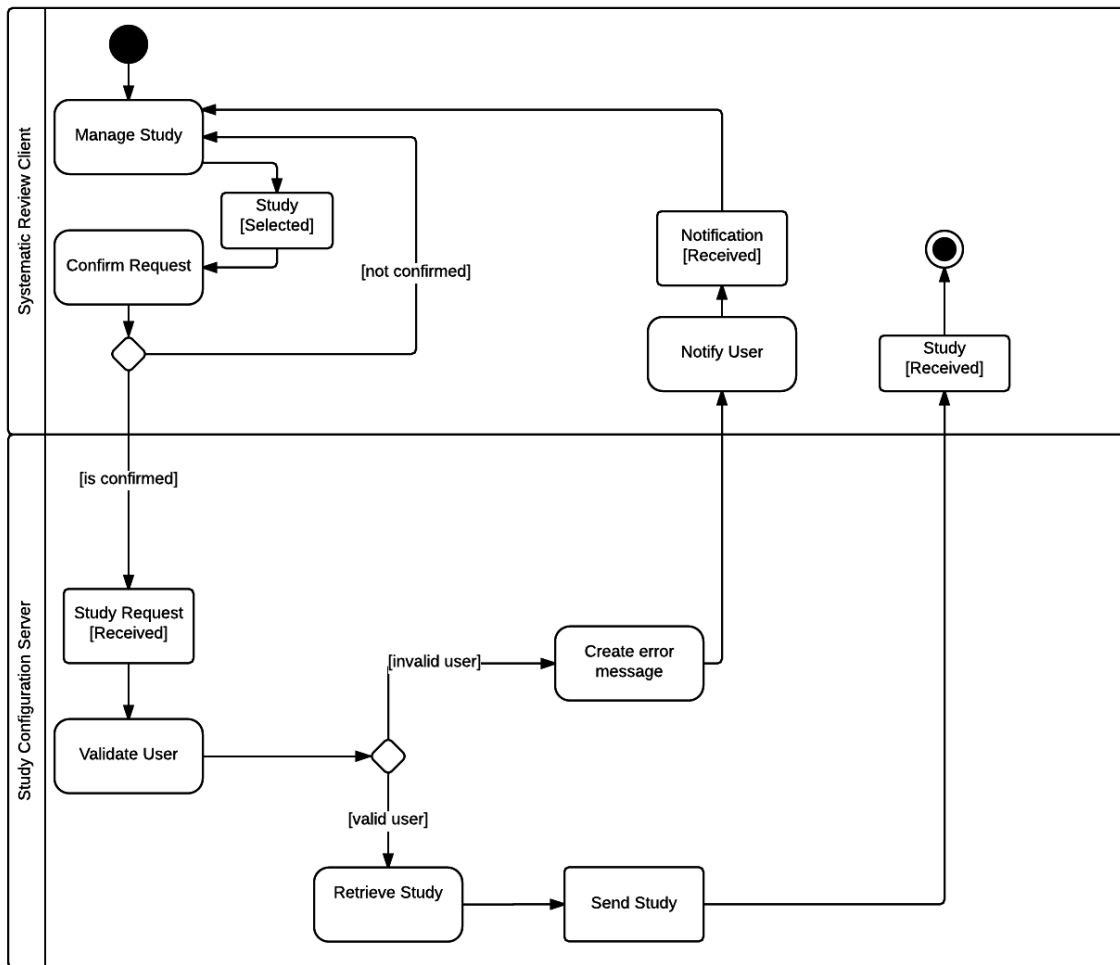 Systematic Review Client
Manage Study
Study
[Selected]
Confirm Request
[not confirmed]
Notification
[Received]
Notify User
Study
[Received]
Study Configuration Server
[is confirmed]
Study Request
[Received]
Validate User
[invalid user]
Create error
message
[valid user]
Retrieve Study
Send Study